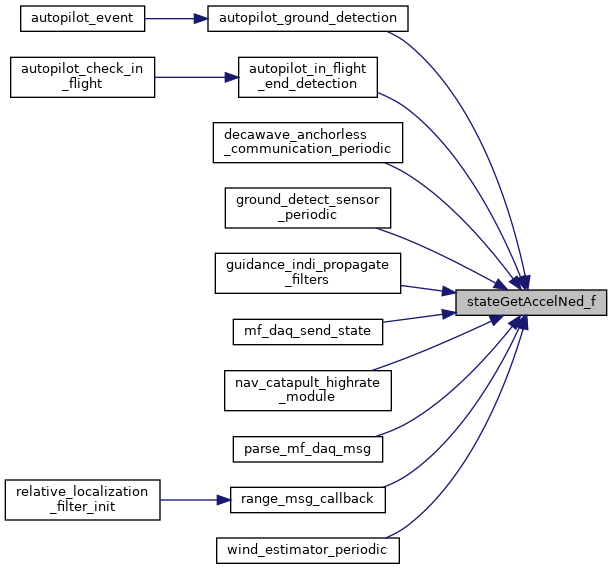 autopilot_event
autopilot_ground_detection
autopilot_check_in
_flight
autopilot_in_flight
_end_detection
decawave_anchorless
_communication_periodic
ground_detect_sensor
_periodic
guidance_indi_propagate
_filters
stateGetAccelNed_f
mf_daq_send_state
nav_catapult_highrate
_module
parse_mf_daq_msg
relative_localization
_filter_init
range_msg_callback
wind_estimator_periodic